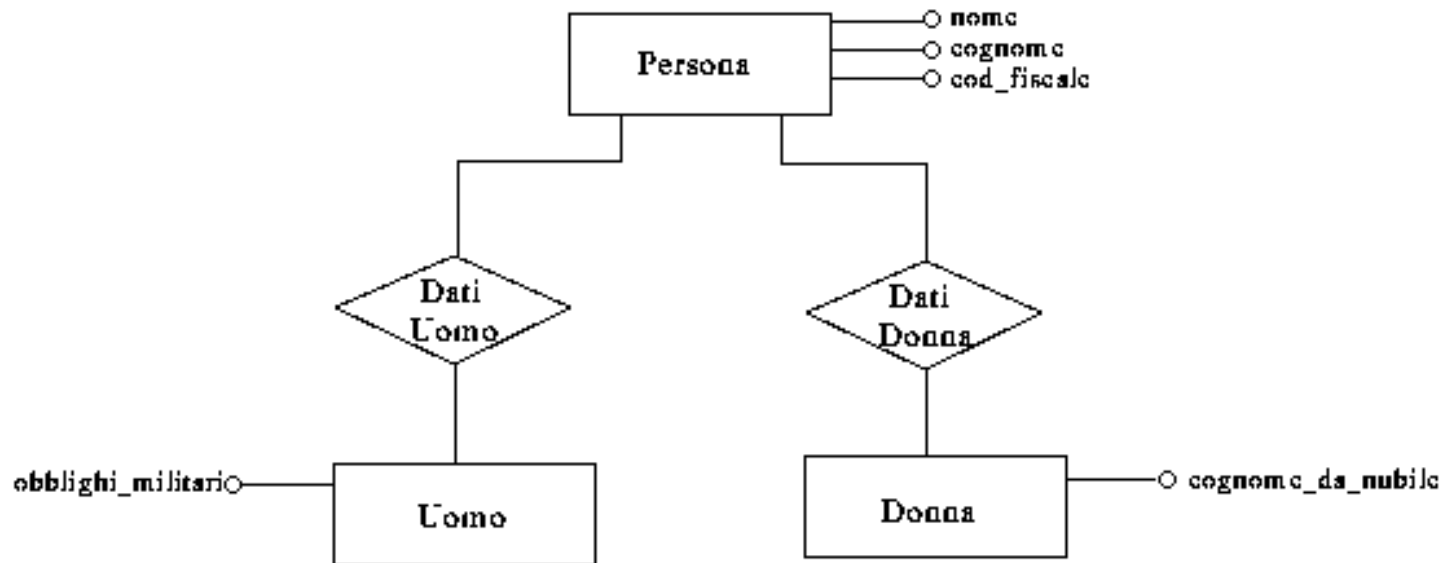 nome
Persona
cognome
cod_fiscale
Dati
Uomo
Dati
Donna
obblighi_militari
Uomo
Donna
cognome_da_nubile